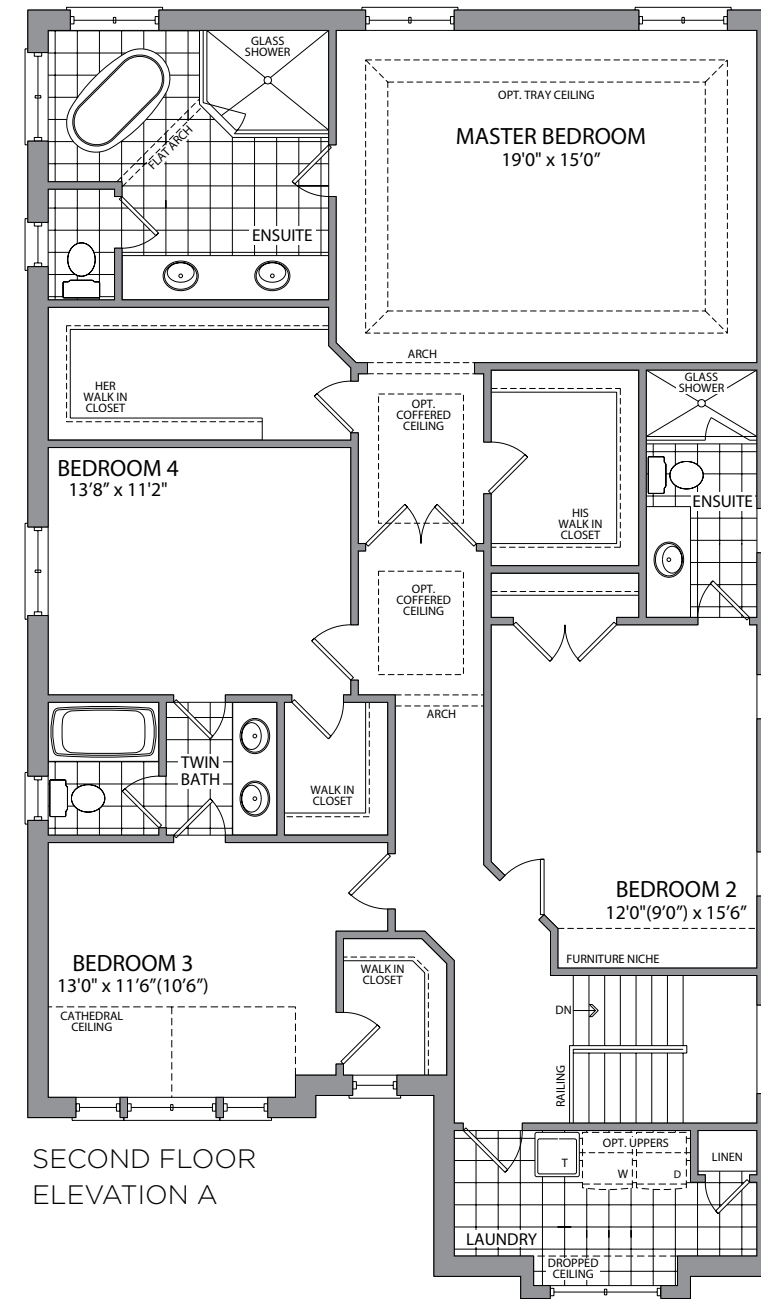 GLASS
SHOWER
OPT. TRAY CEILING
MASTER BEDROOM
19'0" x 15'0"
FLAT ARCH
ENSUITE
ARCH
HER
WALK IN
CLOSET
OPT.
COFFERED
CEILING
GLASS
SHOWER
BEDROOM 4
13'8" x 11'2"
ENSUITE
HIS
WALK IN
CLOSET
OPT.
COFFERED
CEILING
ARCH
TWIN
BATH
WALK IN
CLOSET
BEDROOM 2
12'0"(9'0") x 15'6"
FURNITURE NICHE
BEDROOM 3
13'0" x 11'6"(10'6")
WALK IN
CLOSET
CATHEDRAL
CEILING
DN
RAILING
SECOND FLOOR
ELEVATION A
OPT. UPPERS
T
W
D
LINEN
LAUNDRY
DROPPED
CEILING